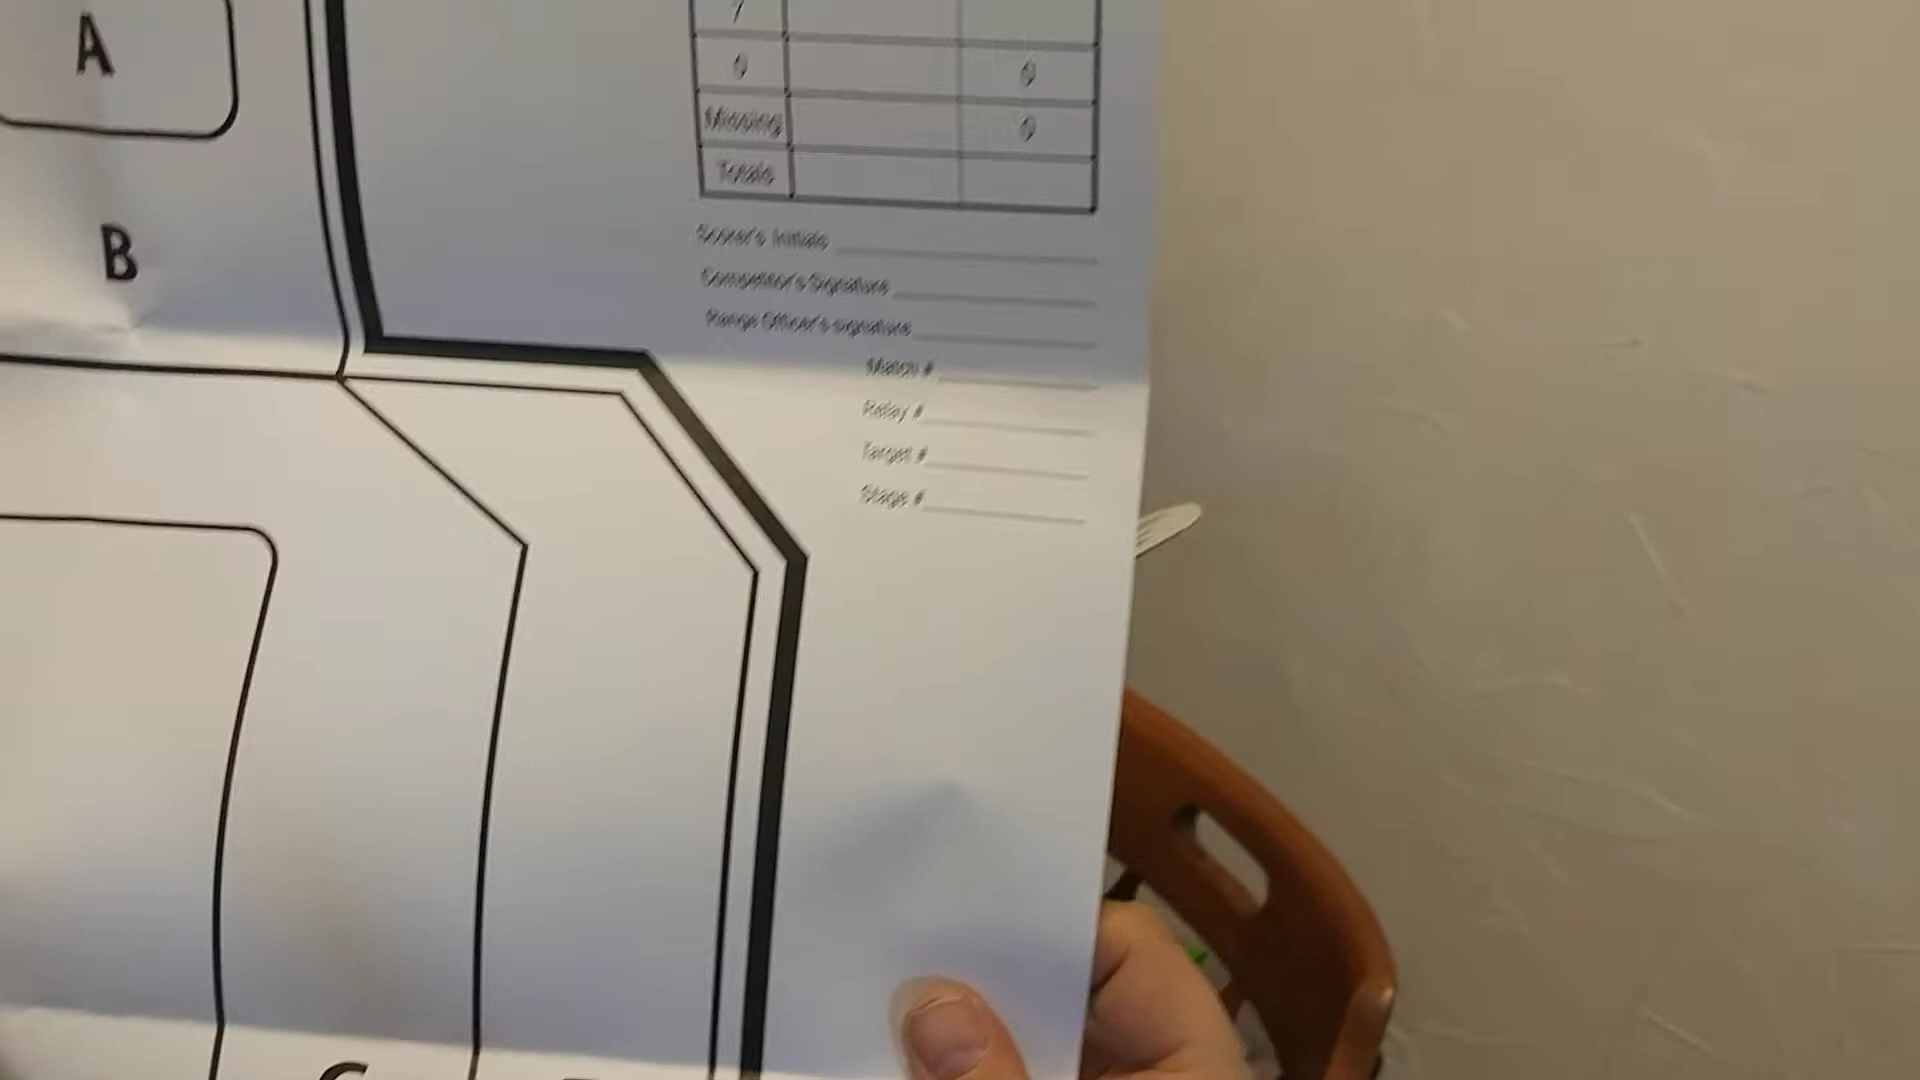 A
B
7
0 0
Missing 0
Totals
Scorer's Initials
Competitor's Signature
Range Officer's signature
Match #
Relay #
Target #
Stage #
C